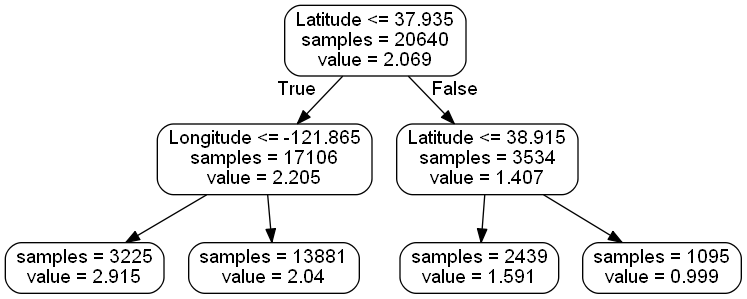 Latitude <= 37.935
samples = 20640
value = 2.069
True
False
Longitude <= -121.865
samples = 17106
value = 2.205
Latitude <= 38.915
samples = 3534
value = 1.407
samples = 3225
value = 2.915
samples = 13881
value = 2.04
samples = 2439
value = 1.591
samples = 1095
value = 0.999